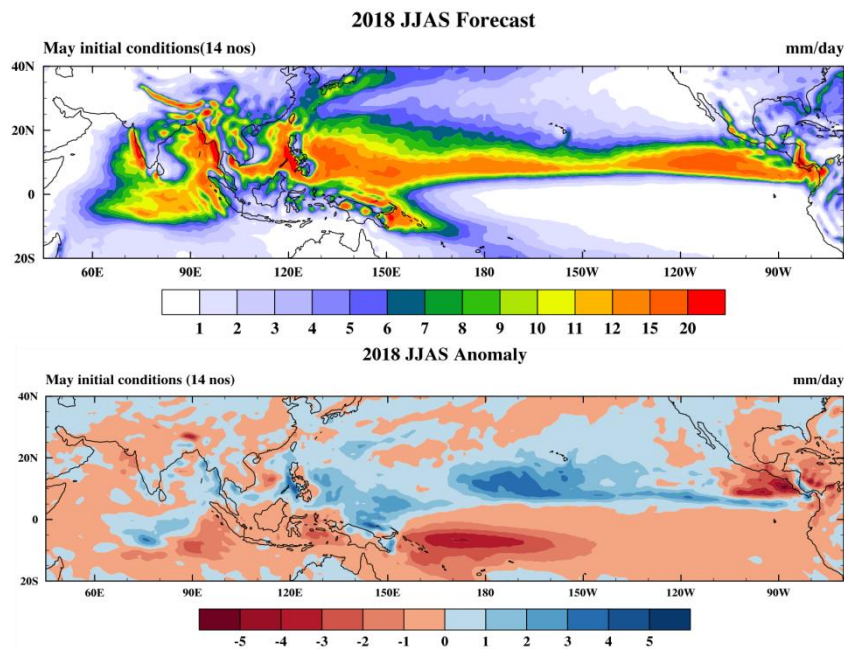 2018 JJAS Forecast
May initial conditions(14 nos) mm/day
40N
20N
0
20S
60E 90E 120E 150E 180 150W 120W 90W
1 2 3 4 5 6 7 8 9 10 11 12 15 20
2018 JJAS Anomaly
May initial conditions (14 nos) mm/day
40N
20N
0
20S
60E 90E 120E 150E 180 150W 120W 90W
-5 -4 -3 -2 -1 0 1 2 3 4 5